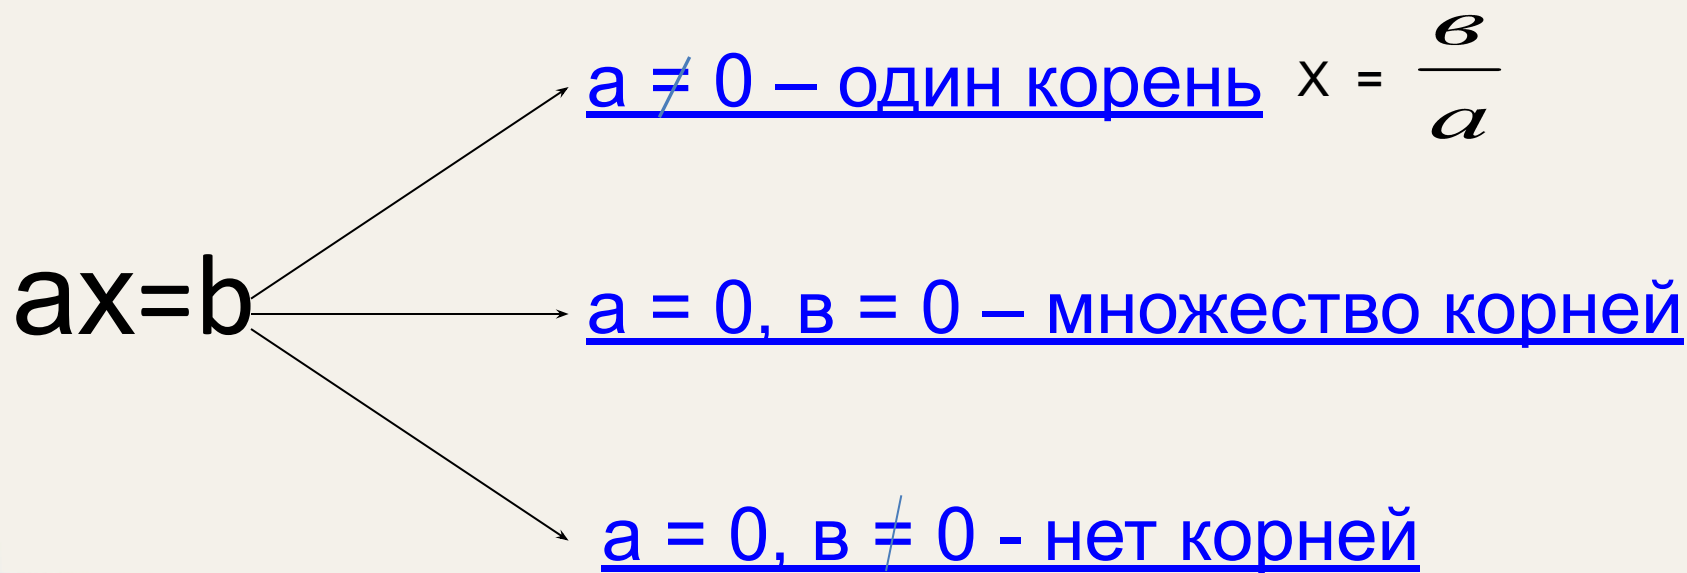 а ≠ 0 – один корень х = в/а
ax=b
а = 0, в = 0 – множество корней
а = 0, в ≠ 0 - нет корней